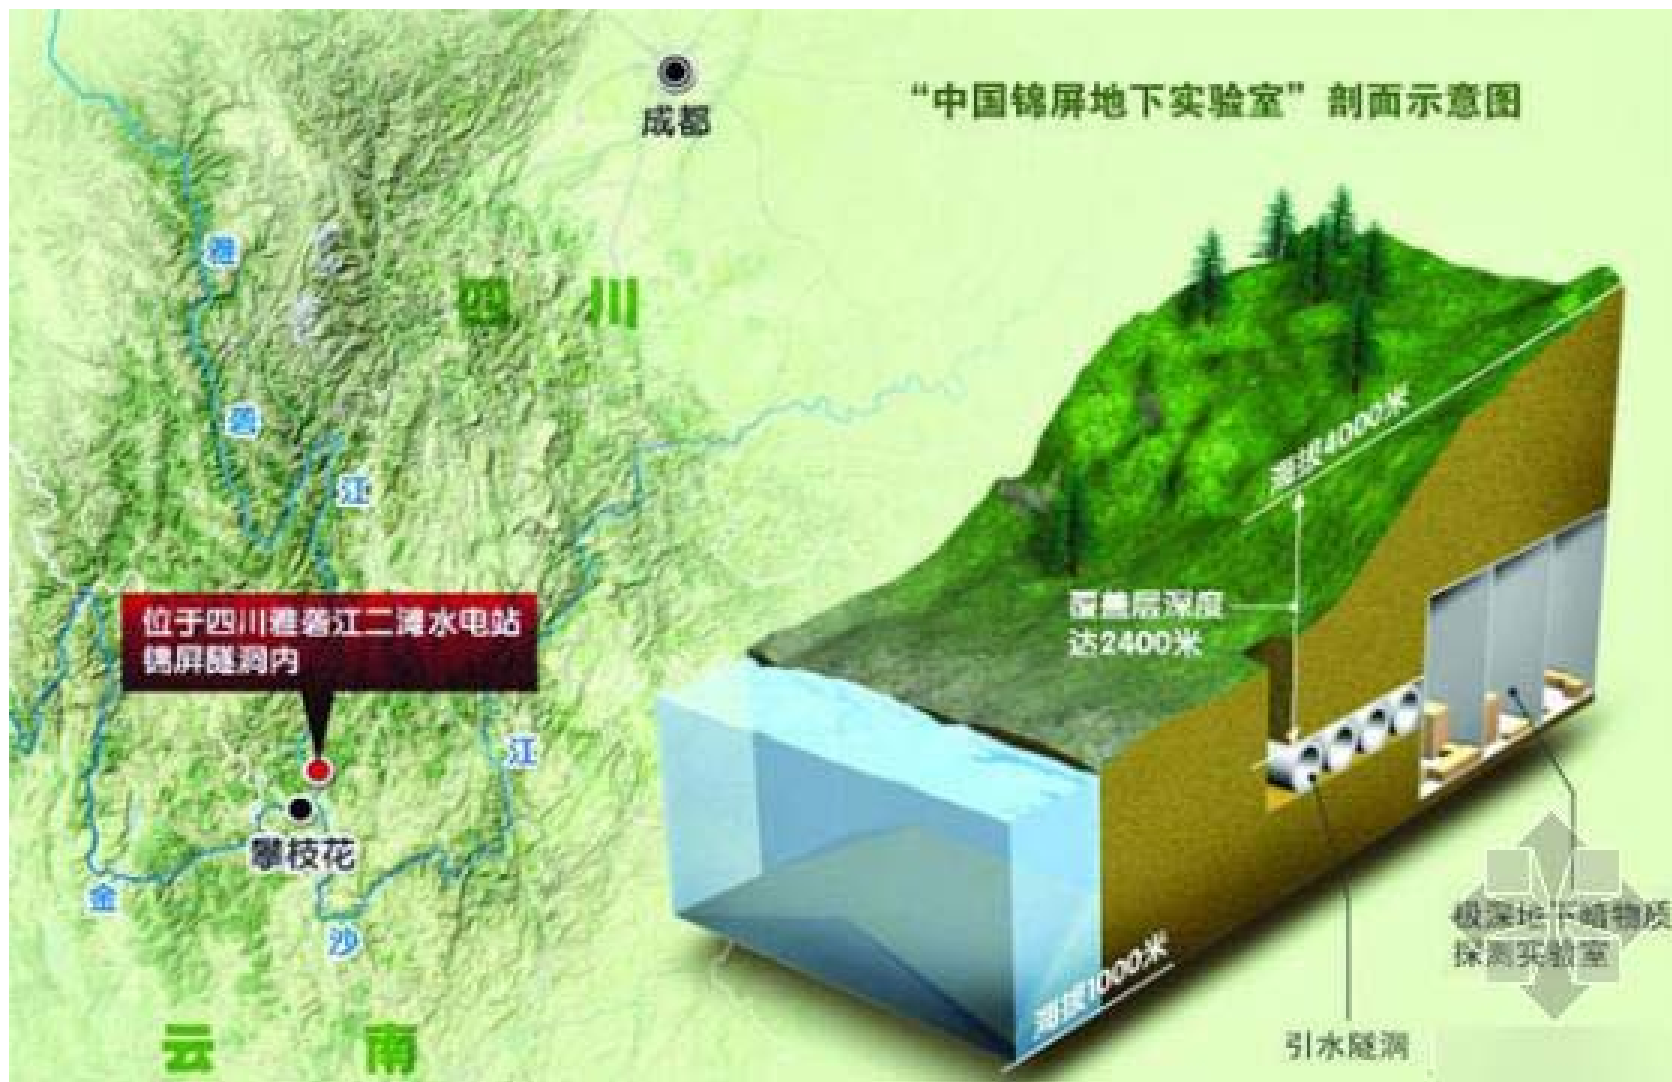 成都
“中国锦屏地下实验室”剖面示意图
雅
砻
江
四川
海拔4000米
覆盖层深度
达2400米
位于四川雅砻江二滩水电站
锦屏隧洞内
攀枝花
金
沙
江
极深地下暗物质
探测实验室
海拔1000米
引水隧洞
云南